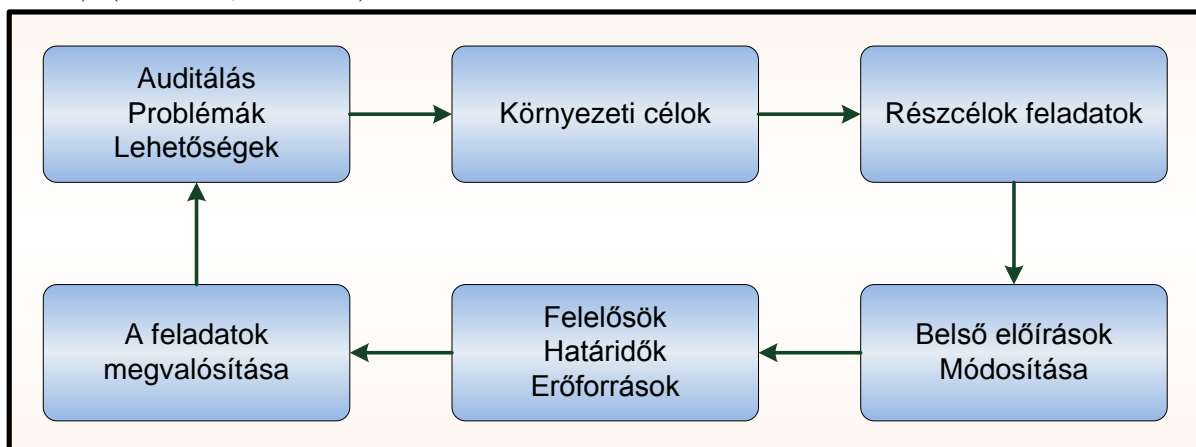 Auditálás
Problémák
Lehetőségek
Környezeti célok
Részcélok feladatok
Belső előírások
Módosítása
Felelősök
Határidők
Erőforrások
A feladatok
megvalósítása